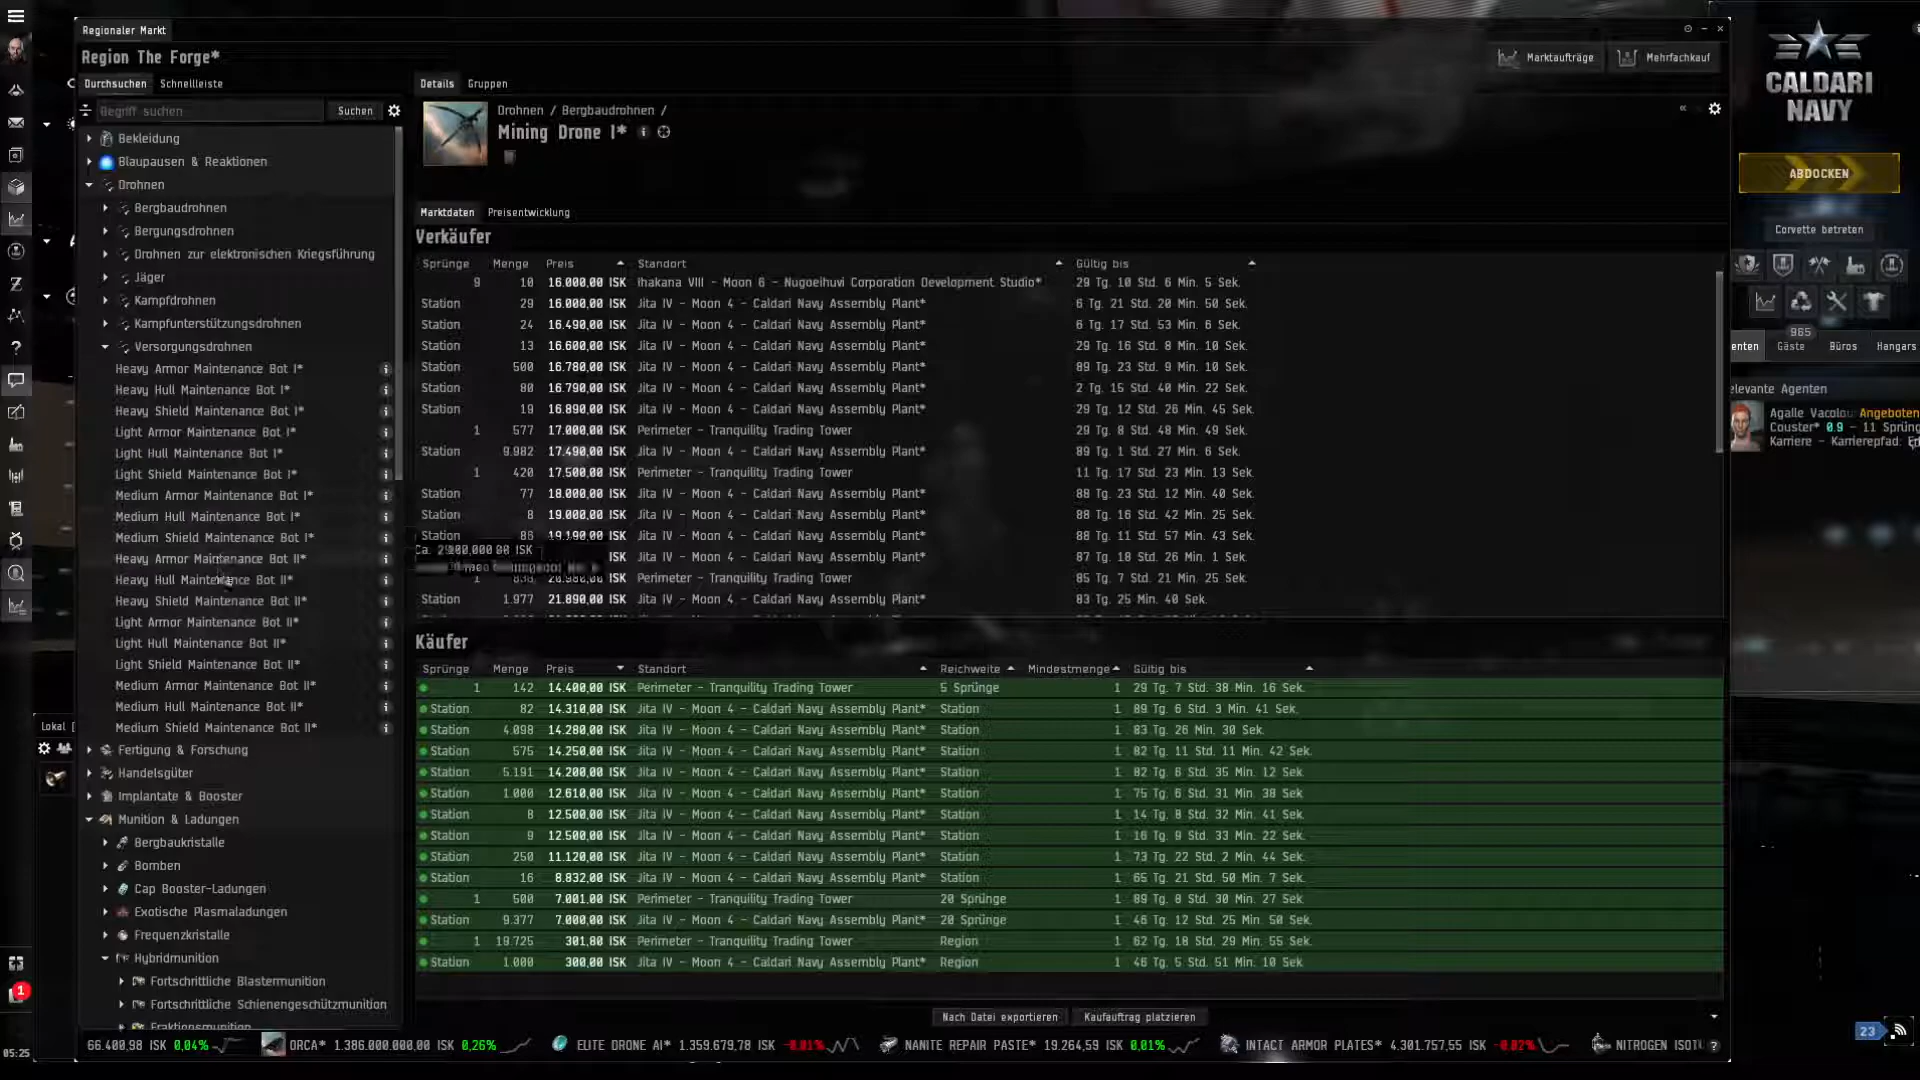 Regionaler Markt
Region The Forge*
Marktaufträge
Mehrfachkauf
Durchsuchen
Schnellleiste
Begriff suchen
Suchen
Bekleidung
Blaupausen & Reaktionen
Drohnen
Bergbaudrohnen
Bergungsdrohnen
Drohnen zur elektronischen Kriegsführung
Jäger
Kampfdrohnen
Kampfunterstützungsdrohnen
Versorgungsdrohnen
Heavy Armor Maintenance Bot I*
Heavy Hull Maintenance Bot I*
Heavy Shield Maintenance Bot I*
Light Armor Maintenance Bot I*
Light Hull Maintenance Bot I*
Light Shield Maintenance Bot I*
Medium Armor Maintenance Bot I*
Medium Hull Maintenance Bot I*
Medium Shield Maintenance Bot I*
Heavy Armor Maintenance Bot II*
Heavy Hull Maintenance Bot II*
Heavy Shield Maintenance Bot II*
Light Armor Maintenance Bot II*
Light Hull Maintenance Bot II*
Light Shield Maintenance Bot II*
Medium Armor Maintenance Bot II*
Medium Hull Maintenance Bot II*
Medium Shield Maintenance Bot II*
Fertigung & Forschung
Handelsgüter
Implantate & Booster
Munition & Ladungen
Bergbaukristalle
Bomben
Cap Booster-Ladungen
Exotische Plasmaladungen
Frequenzkristalle
Hybridmunition
Fortschrittliche Blastermunition
Fortschrittliche Schienengeschützmunition
Fraktionsmunition
Details
Gruppen
Drohnen / Bergbaudrohnen /
Mining Drone I*
Marktdaten
Preisentwicklung
Verkäufer
Sprünge Menge Preis Standort Gültig bis
9 10 16.000,00 ISK Ihakana VIII - Moon 6 - Nugoeihuvi Corporation Development Studio* 29 Tg. 10 Std. 6 Min. 5 Sek.
Station 29 16.000,00 ISK Jita IV - Moon 4 - Caldari Navy Assembly Plant* 6 Tg. 21 Std. 20 Min. 50 Sek.
Station 24 16.490,00 ISK Jita IV - Moon 4 - Caldari Navy Assembly Plant* 6 Tg. 17 Std. 53 Min. 6 Sek.
Station 13 16.600,00 ISK Jita IV - Moon 4 - Caldari Navy Assembly Plant* 29 Tg. 16 Std. 8 Min. 10 Sek.
Station 500 16.780,00 ISK Jita IV - Moon 4 - Caldari Navy Assembly Plant* 89 Tg. 23 Std. 9 Min. 10 Sek.
Station 80 16.790,00 ISK Jita IV - Moon 4 - Caldari Navy Assembly Plant* 2 Tg. 15 Std. 40 Min. 22 Sek.
Station 19 16.890,00 ISK Jita IV - Moon 4 - Caldari Navy Assembly Plant* 29 Tg. 12 Std. 26 Min. 45 Sek.
1 577 17.000,00 ISK Perimeter - Tranquility Trading Tower 29 Tg. 8 Std. 48 Min. 49 Sek.
Station 9.982 17.490,00 ISK Jita IV - Moon 4 - Caldari Navy Assembly Plant* 89 Tg. 1 Std. 27 Min. 6 Sek.
1 420 17.500,00 ISK Perimeter - Tranquility Trading Tower 11 Tg. 17 Std. 23 Min. 13 Sek.
Station 77 18.000,00 ISK Jita IV - Moon 4 - Caldari Navy Assembly Plant* 88 Tg. 23 Std. 12 Min. 40 Sek.
Station 8 19.000,00 ISK Jita IV - Moon 4 - Caldari Navy Assembly Plant* 88 Tg. 16 Std. 42 Min. 25 Sek.
Station 86 19.190,00 ISK Jita IV - Moon 4 - Caldari Navy Assembly Plant* 88 Tg. 11 Std. 57 Min. 43 Sek.
ISK Jita IV - Moon 4 - Caldari Navy Assembly Plant* 87 Tg. 18 Std. 26 Min. 1 Sek.
1 ISK Perimeter - Tranquility Trading Tower 85 Tg. 7 Std. 21 Min. 25 Sek.
Station 1.977 21.890,00 ISK Jita IV - Moon 4 - Caldari Navy Assembly Plant* 83 Tg. 25 Min. 40 Sek.
Käufer
Sprünge Menge Preis Standort Reichweite Mindestmenge Gültig bis
1 142 14.400,00 ISK Perimeter - Tranquility Trading Tower 5 Sprünge 1 29 Tg. 7 Std. 38 Min. 16 Sek.
Station 82 14.310,00 ISK Jita IV - Moon 4 - Caldari Navy Assembly Plant* Station 1 89 Tg. 6 Std. 3 Min. 41 Sek.
Station 4.098 14.280,00 ISK Jita IV - Moon 4 - Caldari Navy Assembly Plant* Station 1 83 Tg. 26 Min. 30 Sek.
Station 575 14.250,00 ISK Jita IV - Moon 4 - Caldari Navy Assembly Plant* Station 1 82 Tg. 11 Std. 11 Min. 42 Sek.
Station 5.191 14.200,00 ISK Jita IV - Moon 4 - Caldari Navy Assembly Plant* Station 1 82 Tg. 6 Std. 35 Min. 12 Sek.
Station 1.000 12.610,00 ISK Jita IV - Moon 4 - Caldari Navy Assembly Plant* Station 1 75 Tg. 6 Std. 31 Min. 38 Sek.
Station 8 12.500,00 ISK Jita IV - Moon 4 - Caldari Navy Assembly Plant* Station 1 14 Tg. 8 Std. 32 Min. 41 Sek.
Station 9 12.500,00 ISK Jita IV - Moon 4 - Caldari Navy Assembly Plant* Station 1 16 Tg. 9 Std. 33 Min. 22 Sek.
Station 250 11.120,00 ISK Jita IV - Moon 4 - Caldari Navy Assembly Plant* Station 1 73 Tg. 22 Std. 2 Min. 44 Sek.
Station 16 8.832,00 ISK Jita IV - Moon 4 - Caldari Navy Assembly Plant* Station 1 65 Tg. 21 Std. 50 Min. 7 Sek.
1 500 7.001,00 ISK Perimeter - Tranquility Trading Tower 20 Sprünge 1 89 Tg. 8 Std. 30 Min. 27 Sek.
Station 9.377 7.000,00 ISK Jita IV - Moon 4 - Caldari Navy Assembly Plant* 20 Sprünge 1 46 Tg. 12 Std. 25 Min. 50 Sek.
1 19.725 301,80 ISK Perimeter - Tranquility Trading Tower Region 1 62 Tg. 18 Std. 29 Min. 55 Sek.
Station 1.000 300,00 ISK Jita IV - Moon 4 - Caldari Navy Assembly Plant* Region 1 46 Tg. 5 Std. 51 Min. 10 Sek.
Nach Datei exportieren
Kaufauftrag platzieren
66.400,98 ISK 0,04% ORCA* 1.386.000.000,00 ISK 0,26% ELITE DRONE AI* 1.359.679,78 ISK -0,01% NANITE REPAIR PASTE* 19.264,59 ISK 0,01% INTACT ARMOR PLATES* 4.301.757,55 ISK -0,02% NITROGEN ISOT
Lokal [
1
05:25
CALDARI
NAVY
ABDOCKEN
Corvette betreten
965
enten Gäste Büros Hangars
elevante Agenten
Agalle Vacolou Angeboten
Couster* 0.9 - 11 Sprüng
Karriere - Karrierepfad: E
23